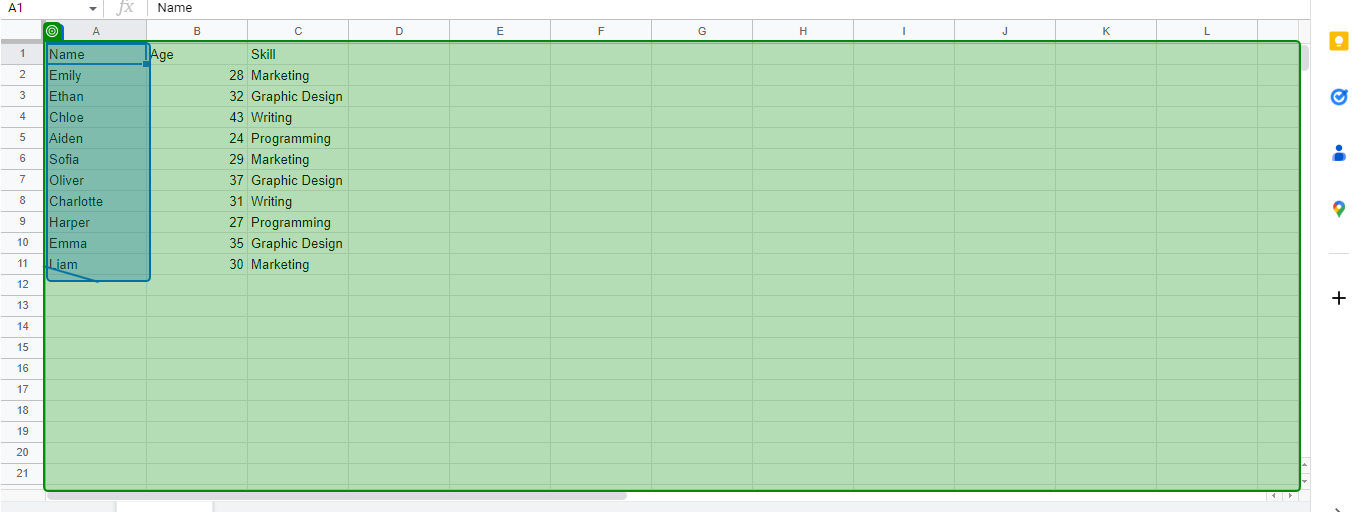 A1 fx Name
A B C D E F G H I J K L
1 Name Age Skill
2 Emily 28 Marketing
3 Ethan 32 Graphic Design
4 Chloe 43 Writing
5 Aiden 24 Programming
6 Sofia 29 Marketing
7 Oliver 37 Graphic Design
8 Charlotte 31 Writing
9 Harper 27 Programming
10 Emma 35 Graphic Design
11 Liam 30 Marketing
12
13
14
15
16
17
18
19
20
21